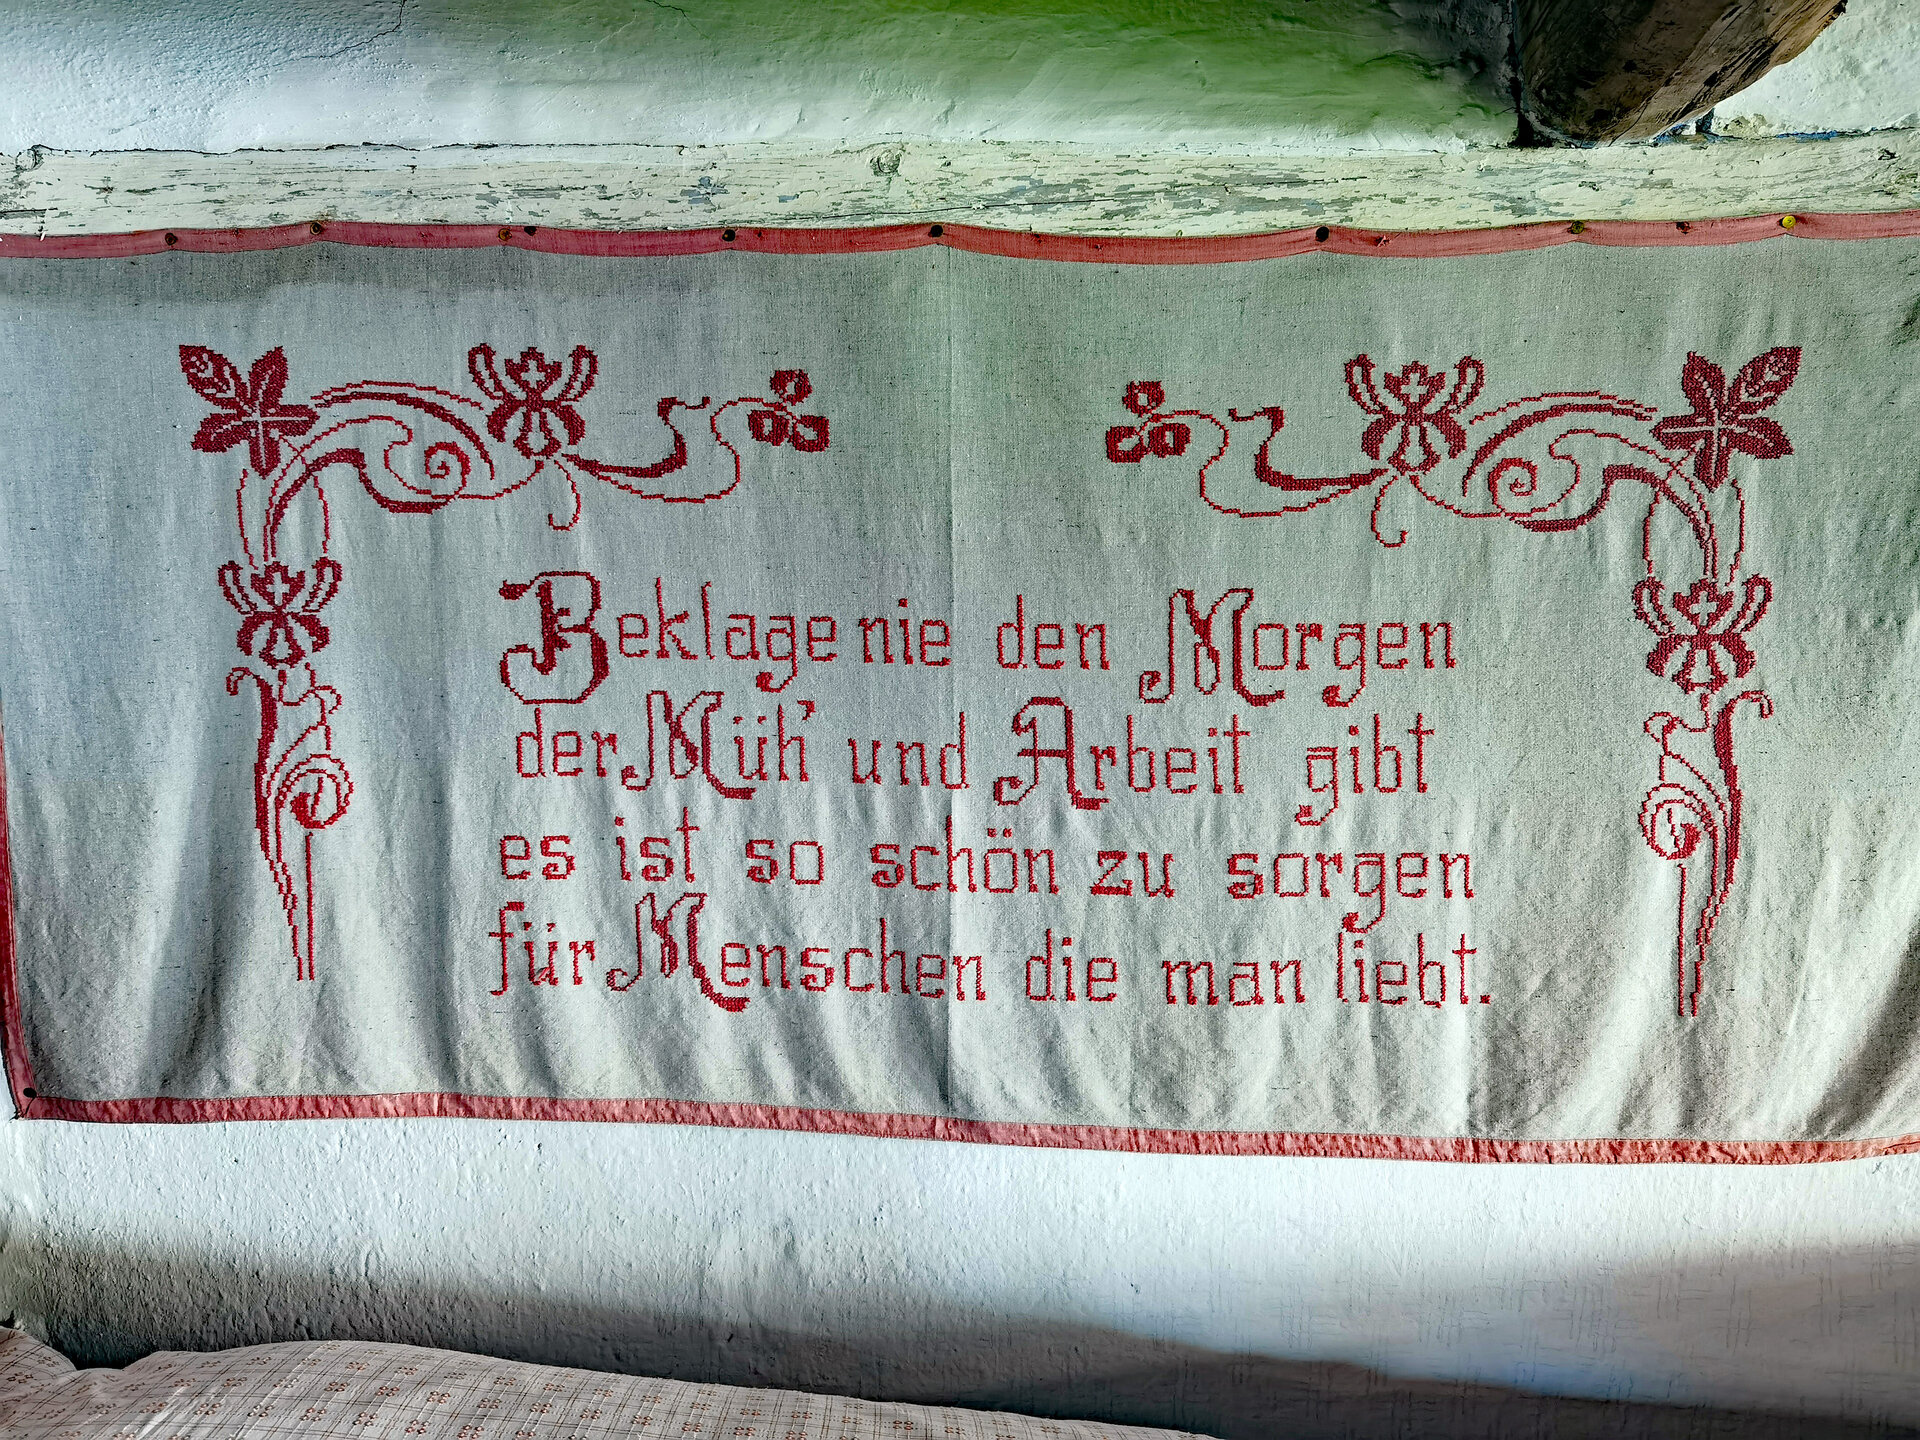 Beklage nie den Morgen
der Müh' und Arbeit gibt
es ist so schön zu sorgen
für Menschen die man liebt.